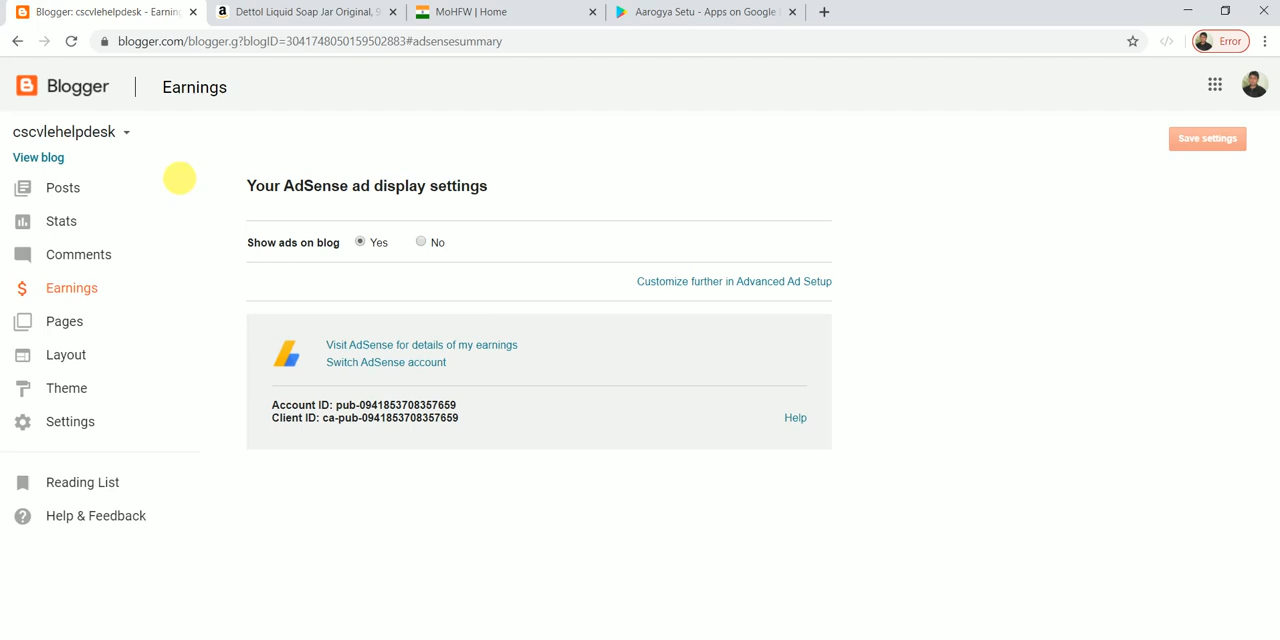 Blogger: cscvlehelpdesk - Earnin
Dettol Liquid Soap Jar Original, 9
MoHFW | Home
Aarogya Setu - Apps on Google
blogger.com/blogger.g?blogID=3041748050159502883#adsensesummary
Error
Blogger
Earnings
cscvlehelpdesk
View blog
Save settings
Posts
Stats
Comments
Earnings
Pages
Layout
Theme
Settings
Reading List
Help & Feedback
Your AdSense ad display settings
Show ads on blog Yes No
Customize further in Advanced Ad Setup
Visit AdSense for details of my earnings
Switch AdSense account
Account ID: pub-0941853708357659
Client ID: ca-pub-0941853708357659
Help